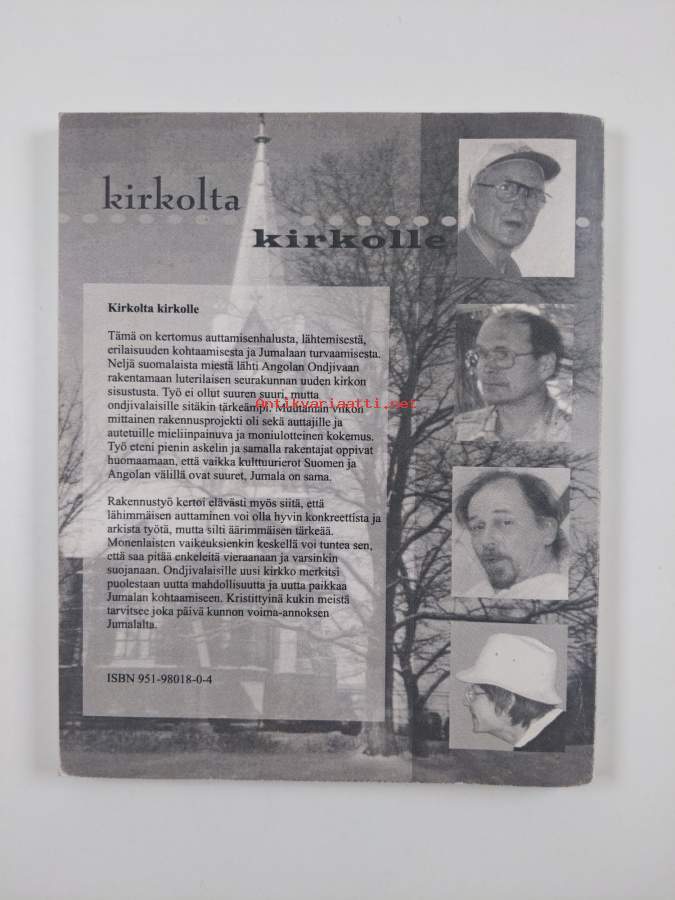 kirkolta
kirkolle
Kirkolta kirkolle
Tämä on kertomus auttamisenhalusta, lähtemisestä,
erilaisuuden kohtaamisesta ja Jumalaan turvaamisesta.
Neljä suomalaista miestä lähti Angolan Ondjivaan
rakentamaan luterilaisen seurakunnan uuden kirkon
sisustusta. Työ ei ollut suuren suuri, mutta
ondjivalaisille sitäkin tärkeämpi. Muutaman viikon
Antikvariaatti.net
mittainen rakennusprojekti oli sekä auttajille ja
autetuille mieliinpainuva ja moniulotteinen kokemus.
Työ eteni pienin askelin ja samalla rakentajat oppivat
huomaamaan, että vaikka kulttuurierot Suomen ja
Angolan välillä ovat suuret, Jumala on sama.
Rakennustyö kertoi elävästi myös siitä, että
lähimmäisen auttaminen voi olla hyvin konkreettista ja
arkista työtä, mutta silti äärimmäisen tärkeää.
Monenlaisten vaikeuksienkin keskellä voi tuntea sen,
että saa pitää enkeleitä vieraanaan ja varsinkin
suojanaan. Ondjivalaisille uusi kirkko merkitsi
puolestaan uutta mahdollisuutta ja uutta paikkaa
Jumalan kohtaamiseen. Kristittyinä kukin meistä
tarvitsee joka päivä kunnon voima-annoksen
Jumalalta.
ISBN 951-98018-0-4